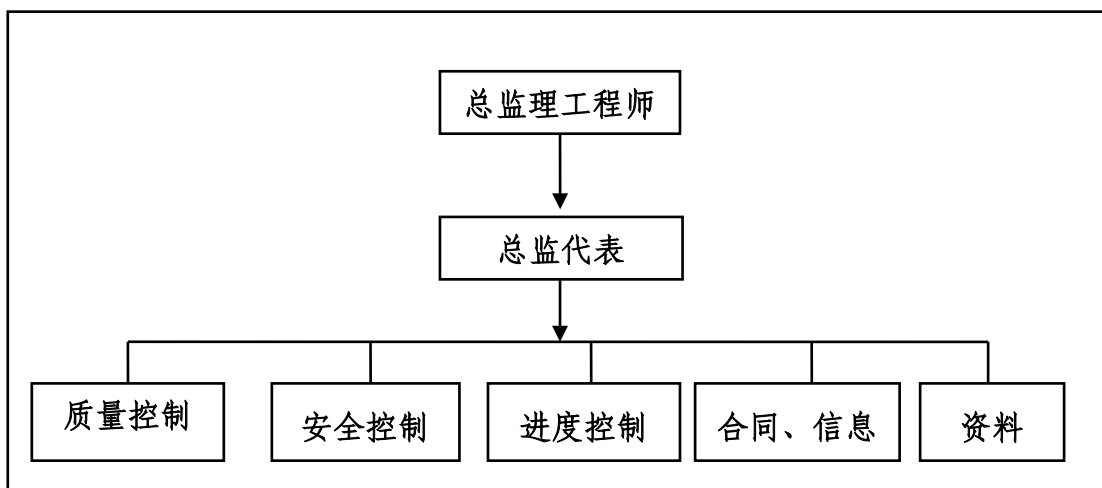 总监理工程师
总监代表
质量控制
安全控制
进度控制
合同、信息
资料